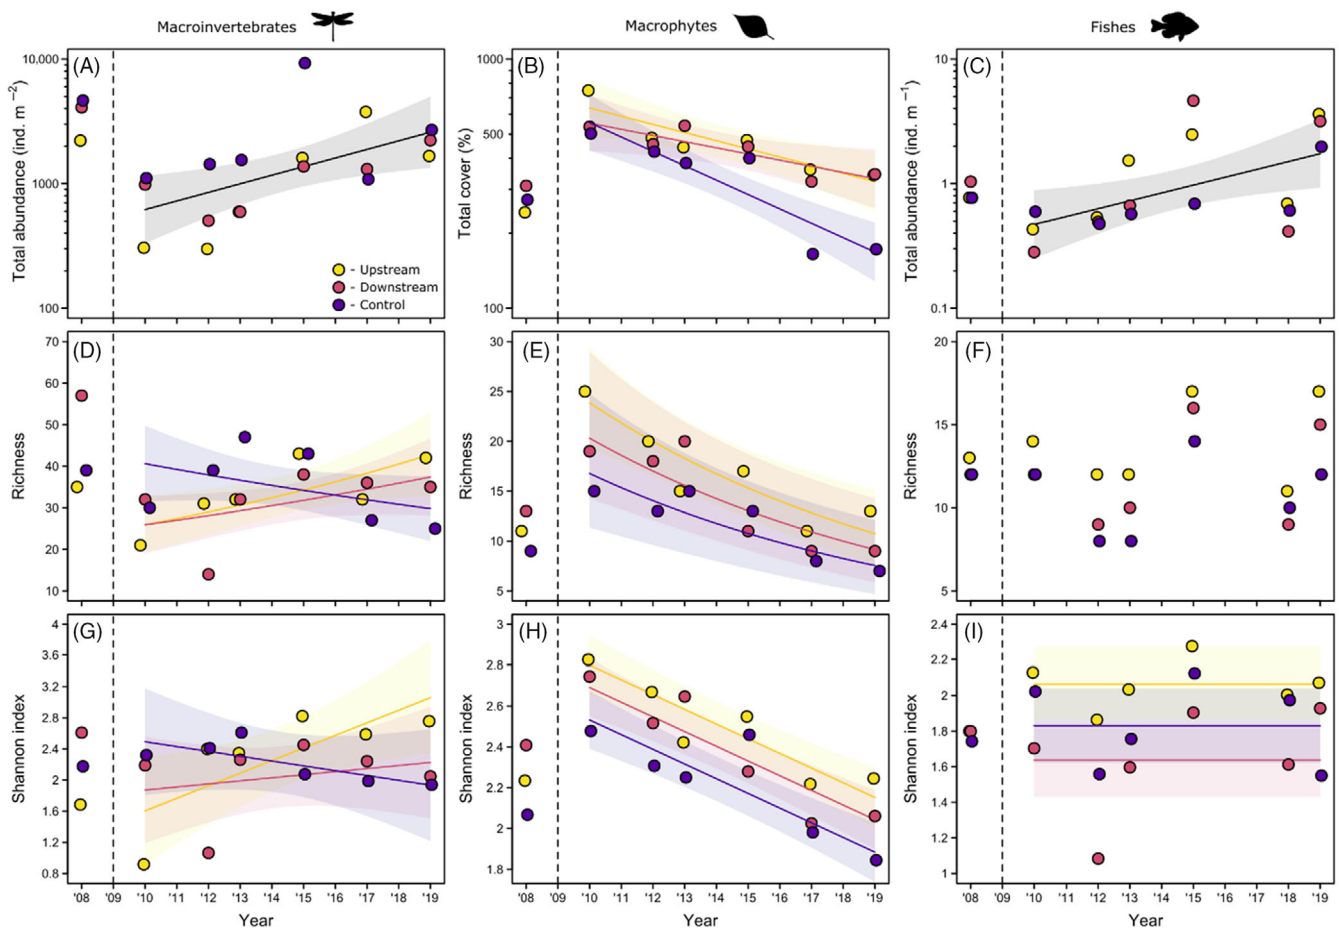 Macroinvertebrates
Macrophytes
Fishes
(A)
Total abundance (ind. m −2)
10,000
1000
100
- Upstream
- Downstream
- Control
(B)
Total cover (%)
1000
500
100
(C)
Total abundance (ind. m −1)
10
1
0.1
(D)
Richness
70
60
50
40
30
20
10
(E)
Richness
30
25
20
15
10
5
(F)
Richness
20
15
10
5
(G)
Shannon index
4
3.6
3.2
2.8
2.4
2
1.6
1.2
0.8
'08 '09 '10 '11 '12 '13 '14 '15 '16 '17 '18 '19
Year
(H)
Shannon index
3
2.8
2.6
2.4
2.2
2
1.8
'08 '09 '10 '11 '12 '13 '14 '15 '16 '17 '18 '19
Year
(I)
Shannon index
2.4
2.2
2
1.8
1.6
1.4
1.2
1
'08 '09 '10 '11 '12 '13 '14 '15 '16 '17 '18 '19
Year